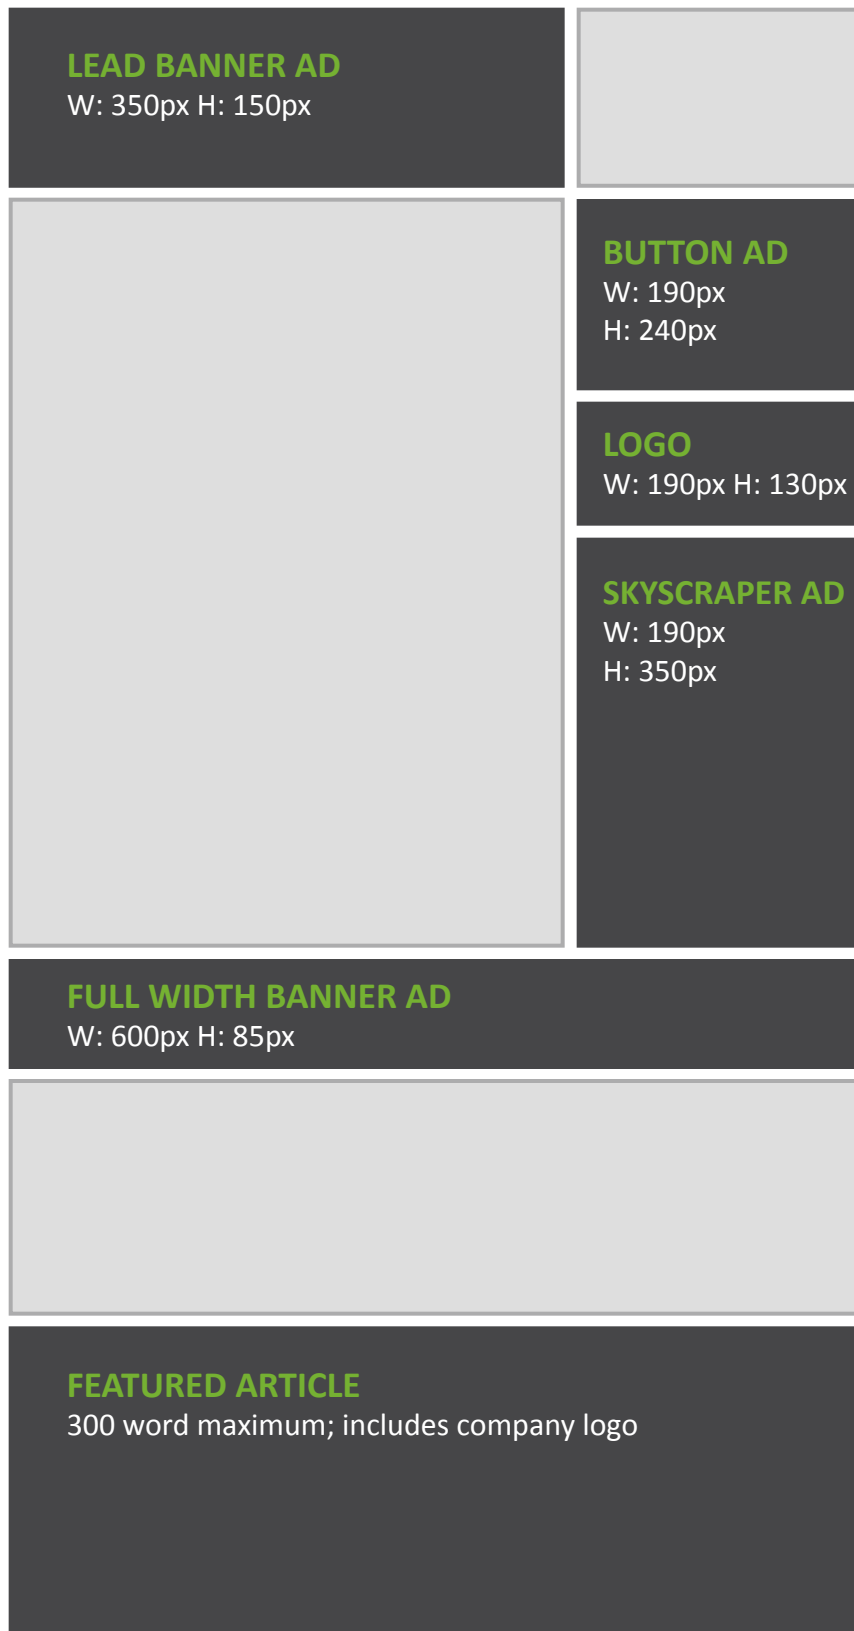 LEAD BANNER AD
W: 350px H: 150px
BUTTON AD
W: 190px
H: 240px
LOGO
W: 190px H: 130px
SKYSCRAPER AD
W: 190px
H: 350px
FULL WIDTH BANNER AD
W: 600px H: 85px
FEATURED ARTICLE
300 word maximum; includes company logo